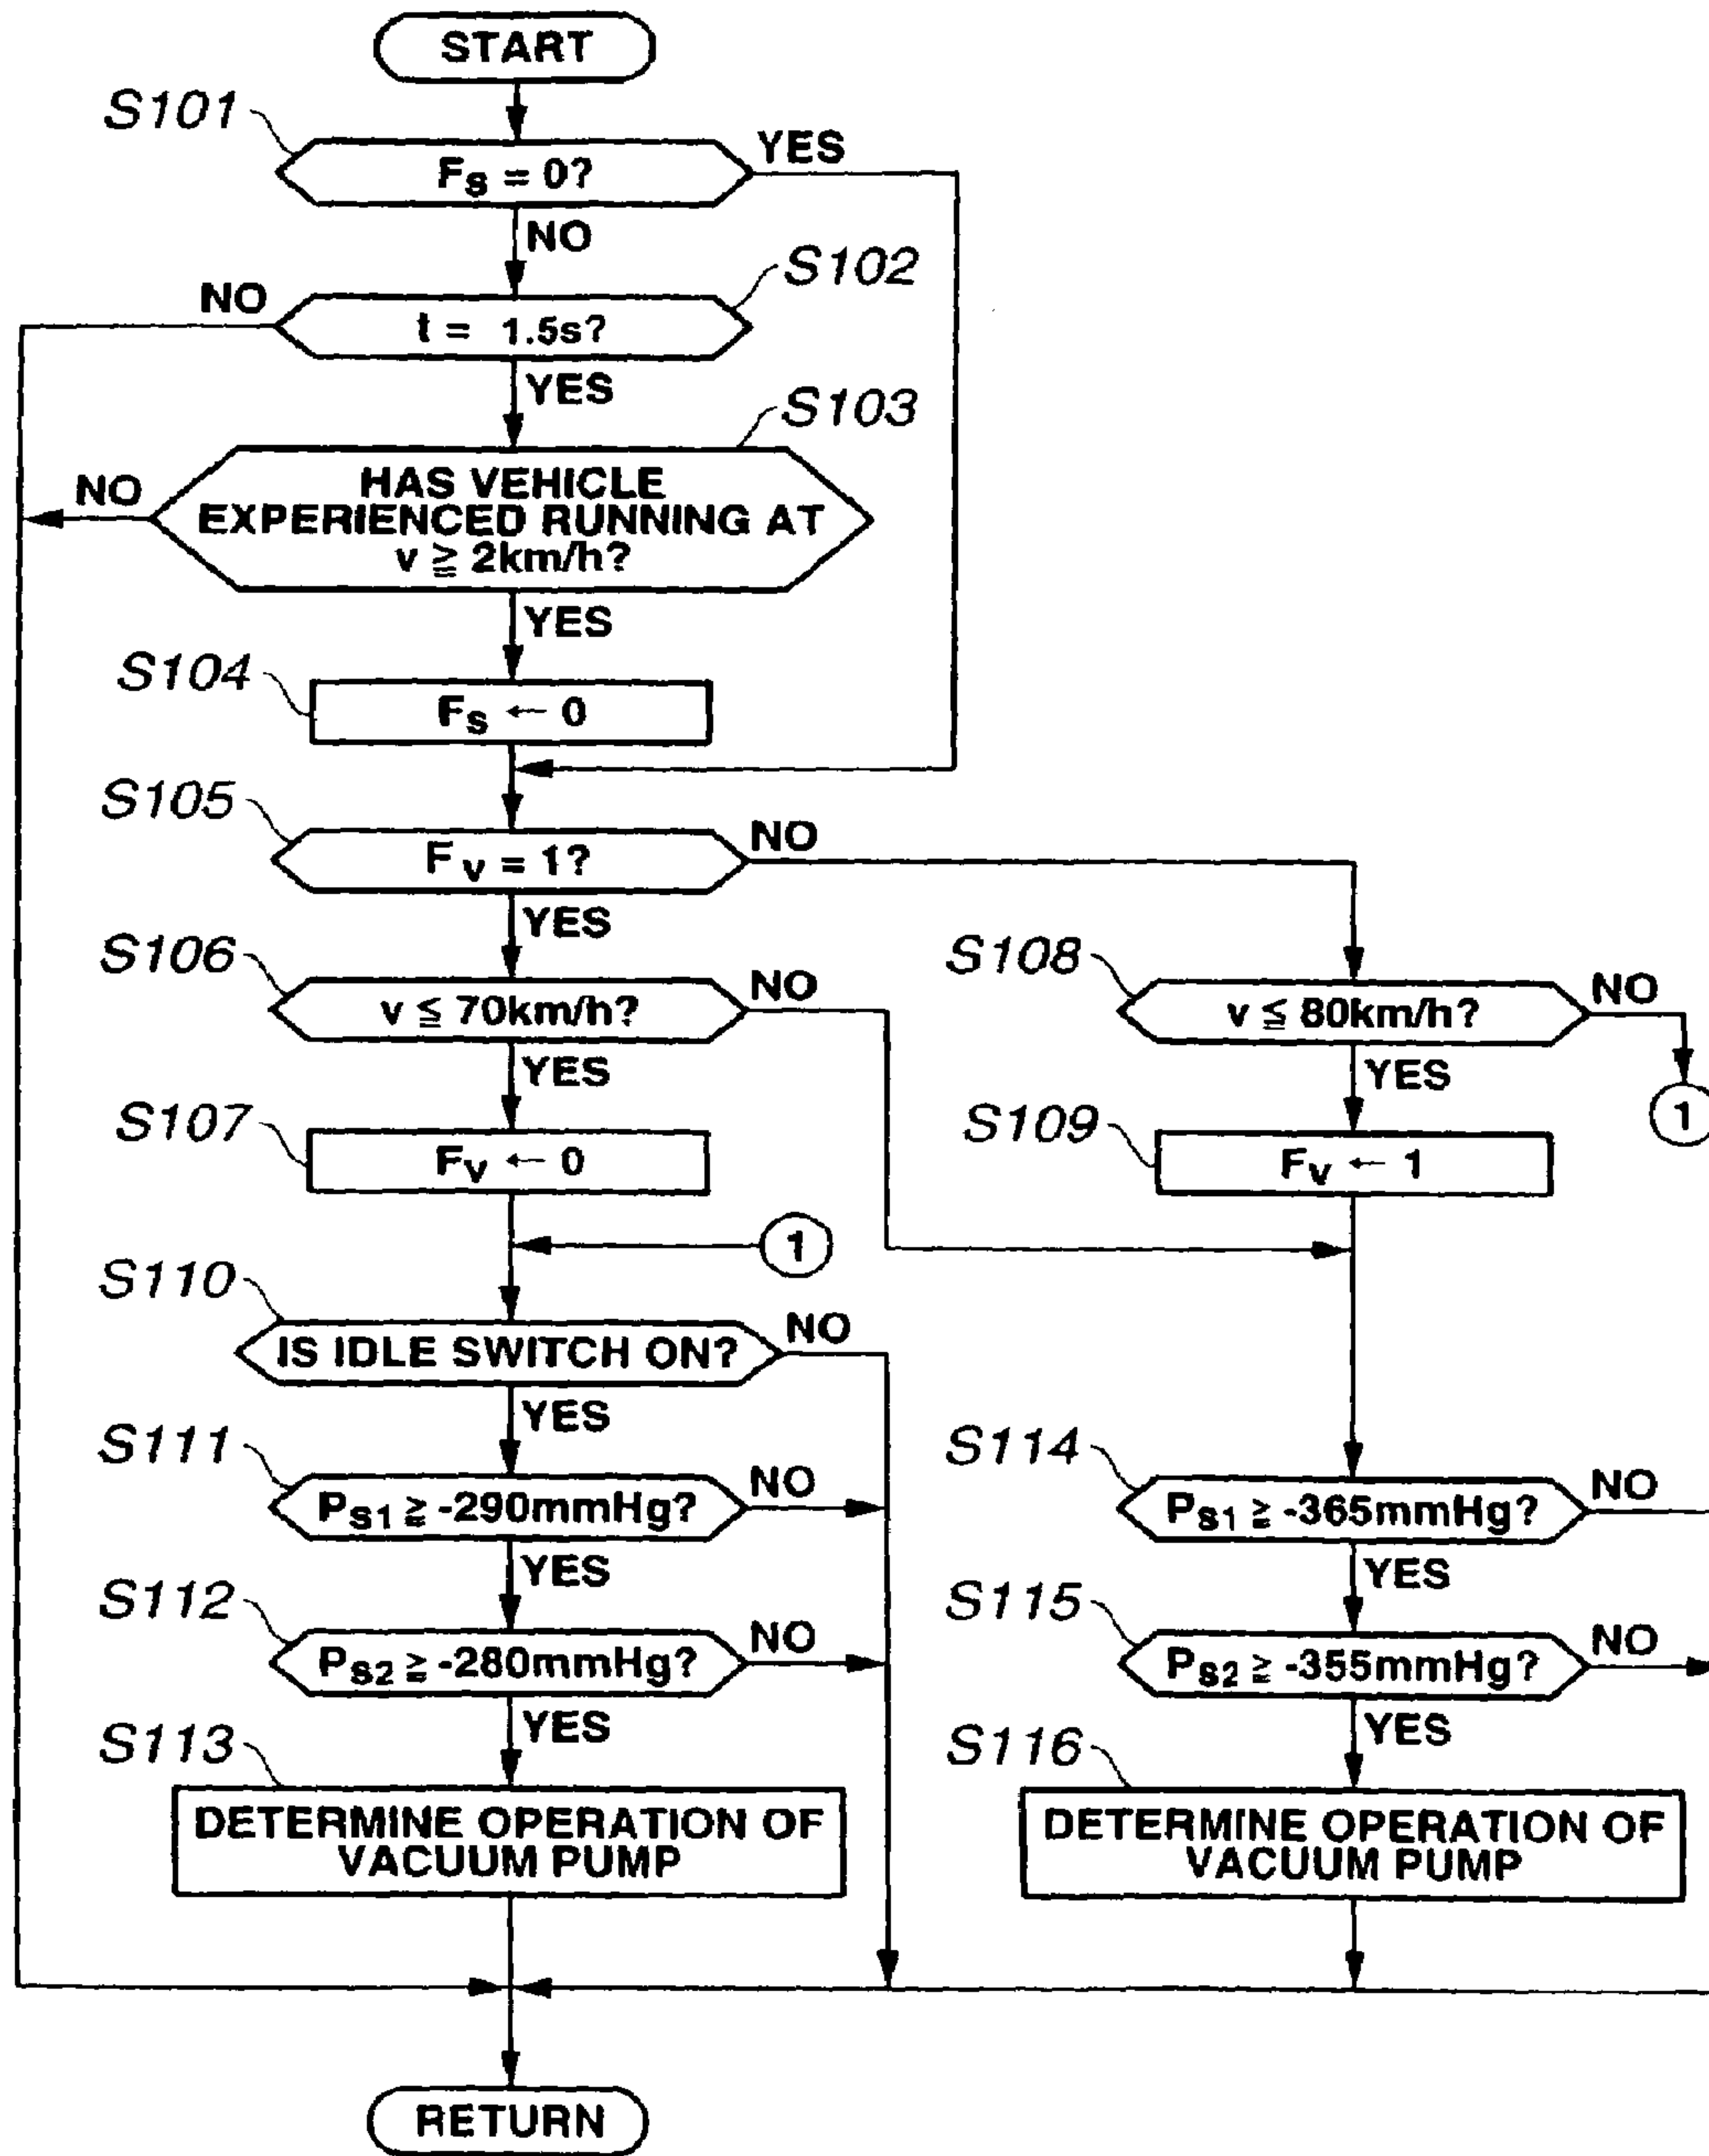 START
S101
Fs = 0?
YES
NO
S102
NO
t = 1.5s?
YES
S103
NO
HAS VEHICLE
EXPERIENCED RUNNING AT
v ≧ 2km/h?
YES
S104
Fs ← 0
S105
Fv = 1?
NO
YES
S106
v ≦ 70km/h?
NO
YES
S107
Fv ← 0
S108
v ≦ 80km/h?
NO
YES
1
S109
Fv ← 1
1
S110
IS IDLE SWITCH ON?
NO
YES
S111
Ps1 ≧ -290mmHg?
NO
YES
S112
Ps2 ≧ -280mmHg?
NO
YES
S113
DETERMINE OPERATION OF
VACUUM PUMP
S114
Ps1 ≧ -365mmHg?
NO
YES
S115
Ps2 ≧ -355mmHg?
NO
YES
S116
DETERMINE OPERATION OF
VACUUM PUMP
RETURN